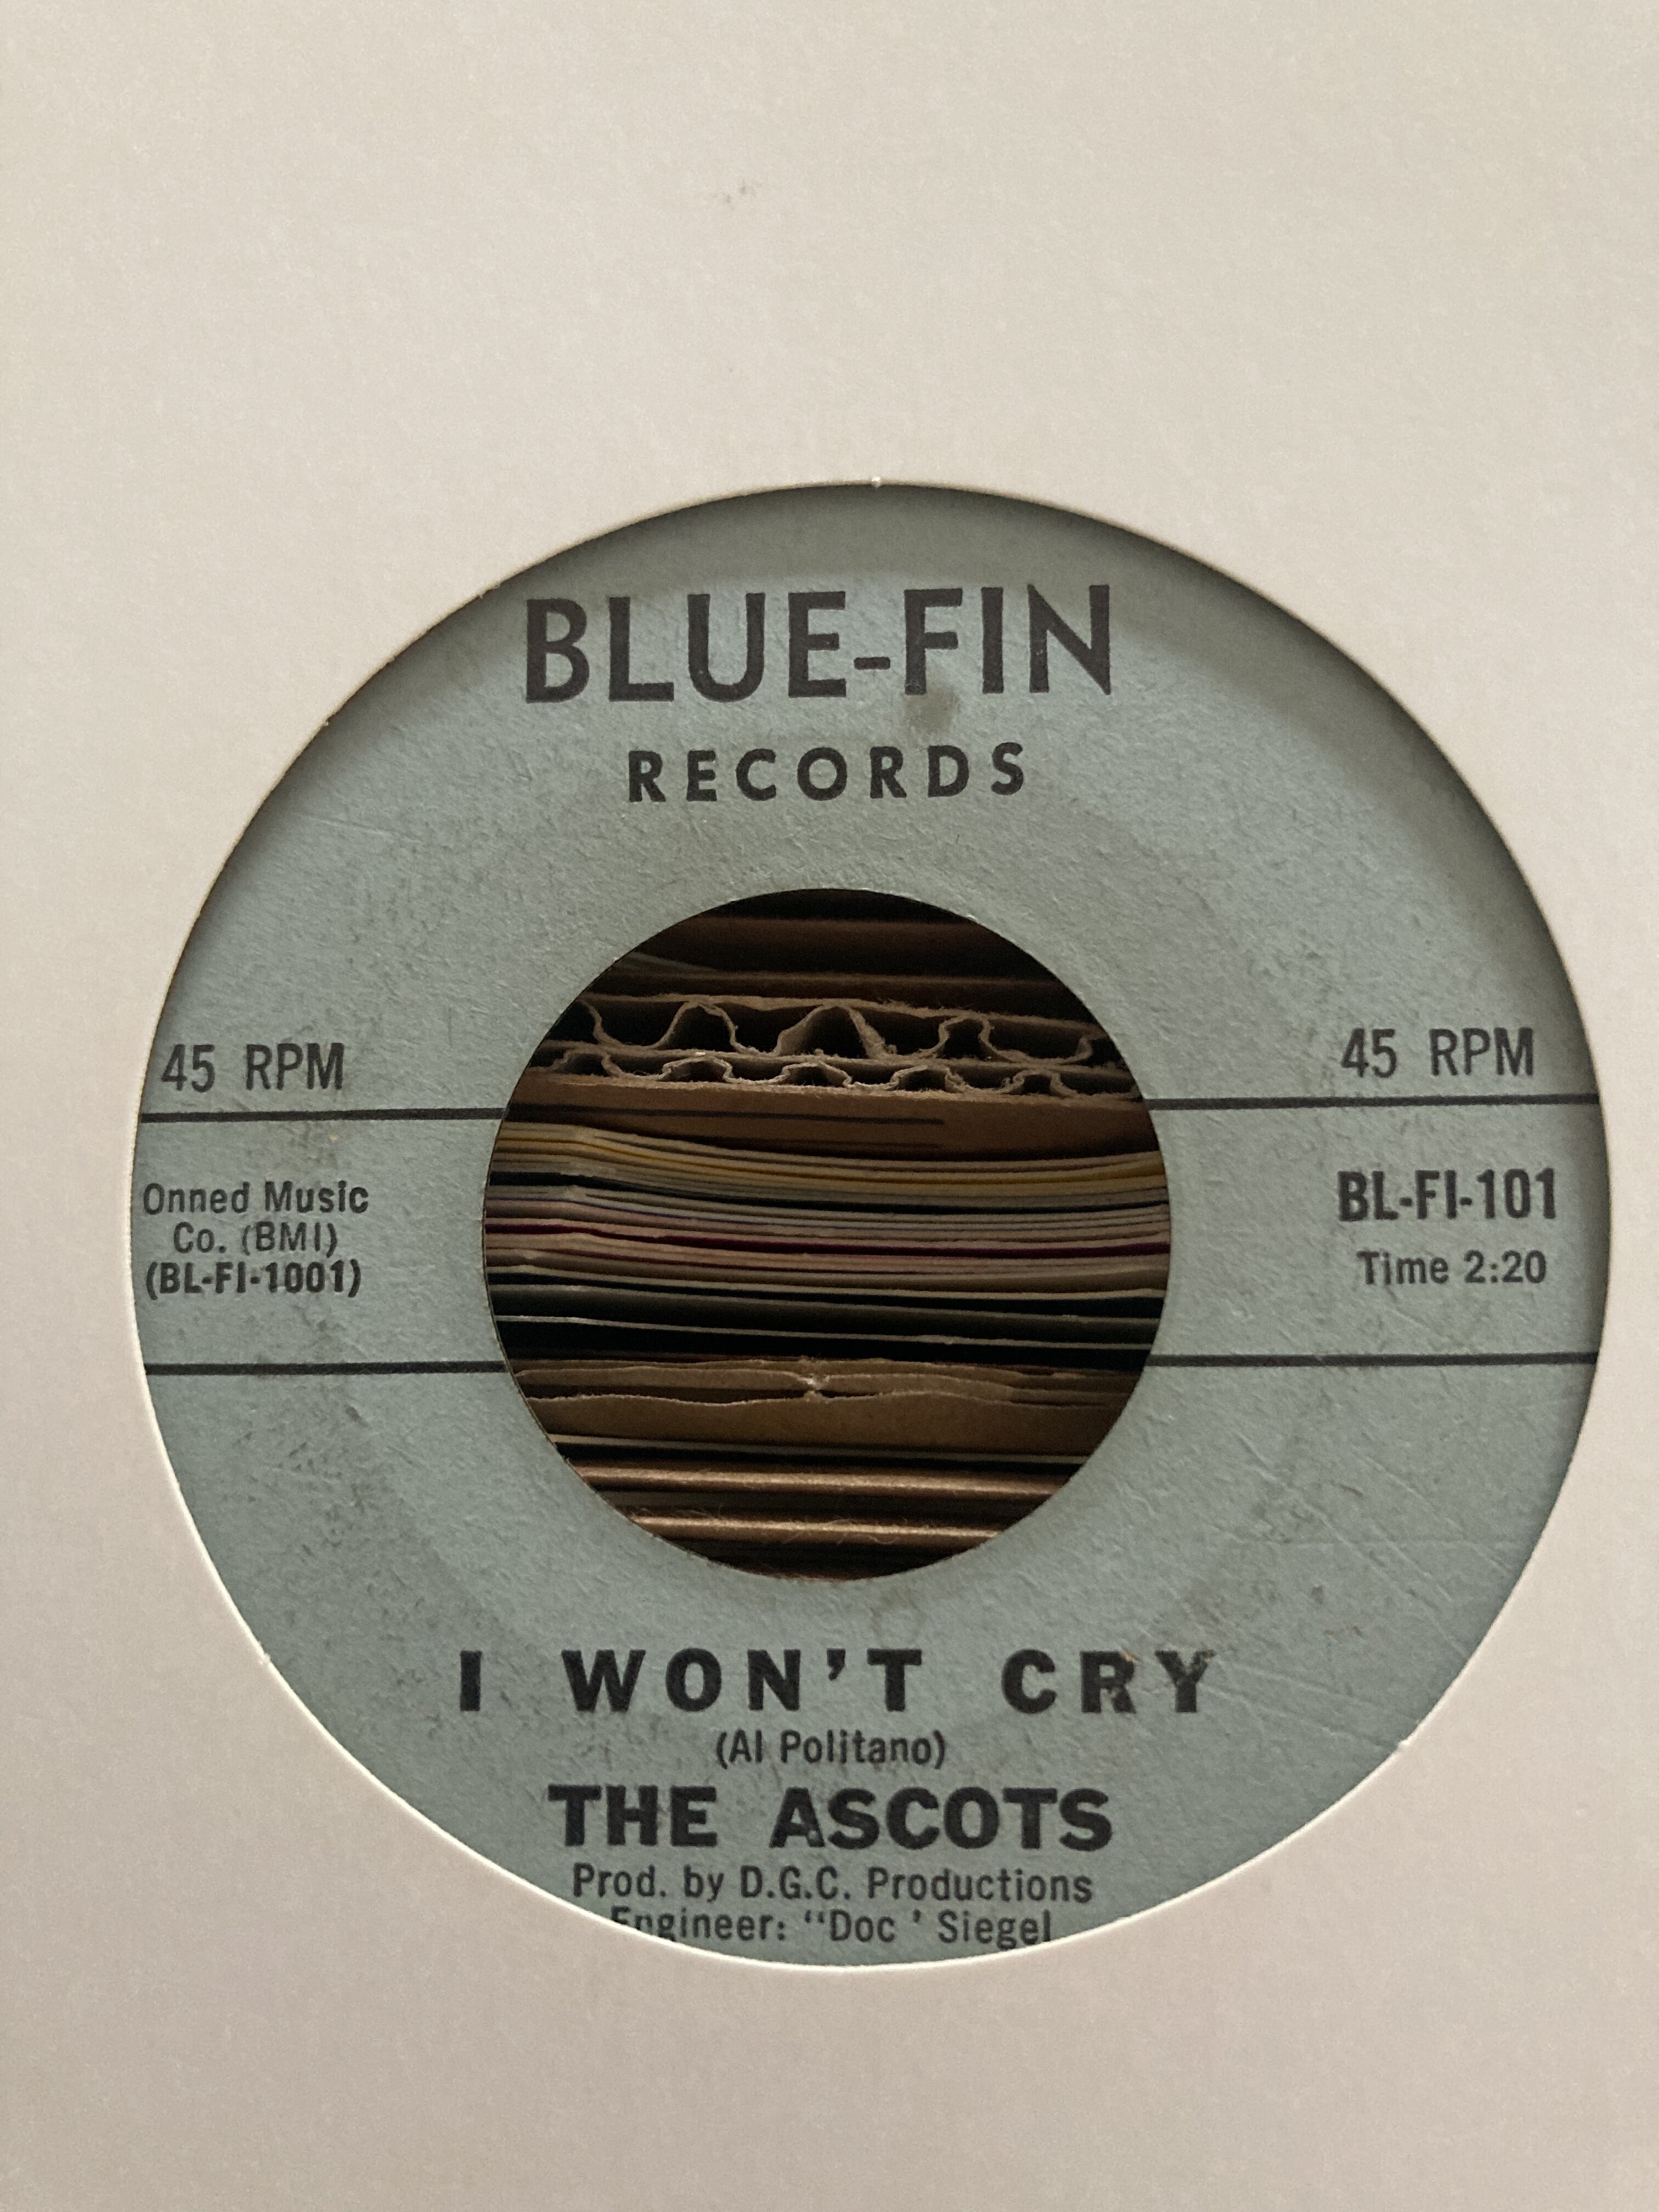 BLUE-FIN
RECORDS
45 RPM
45 RPM
Onned Music
Co. (BMI)
(BL-FI-1001)
BL-FI-101
Time 2:20
I WON'T CRY
(Al Politano)
THE ASCOTS
Prod. by D.G.C. Productions
Engineer: "Doc ' Siegel